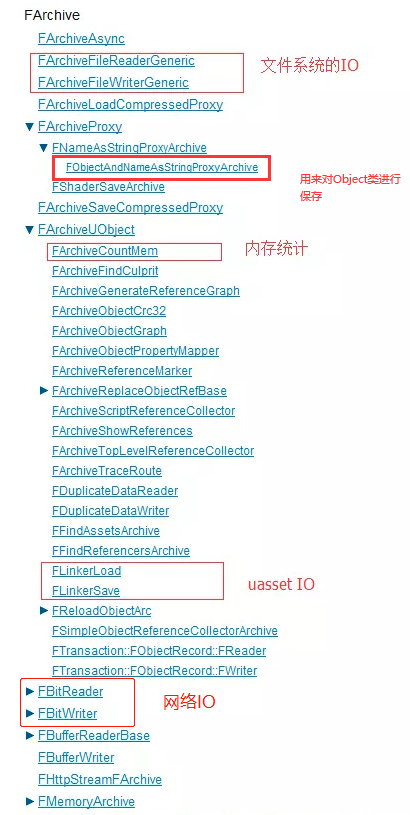 FArchive
FArchiveAsync
FArchiveFileReaderGeneric
文件系统的IO
FArchiveFileWriterGeneric
FArchiveLoadCompressedProxy
FArchiveProxy
FNameAsStringProxyArchive
FObjectAndNameAsStringProxyArchive
用来对Object类进行
保存
FShaderSaveArchive
FArchiveSaveCompressedProxy
FArchiveUObject
FArchiveCountMem
内存统计
FArchiveFindCulprit
FArchiveGenerateReferenceGraph
FArchiveObjectCrc32
FArchiveObjectGraph
FArchiveObjectPropertyMapper
FArchiveReferenceMarker
FArchiveReplaceObjectRefBase
FArchiveScriptReferenceCollector
FArchiveShowReferences
FArchiveTopLevelReferenceCollector
FArchiveTraceRoute
FDuplicateDataReader
FDuplicateDataWriter
FFindAssetsArchive
FFindReferencersArchive
FLinkerLoad
uasset IO
FLinkerSave
FReloadObjectArc
FSimpleObjectReferenceCollectorArchive
FTransaction::FObjectRecord::FReader
FTransaction::FObjectRecord::FWriter
FBitReader
网络IO
FBitWriter
FBufferReaderBase
FBufferWriter
FHttpStreamFArchive
FMemoryArchive